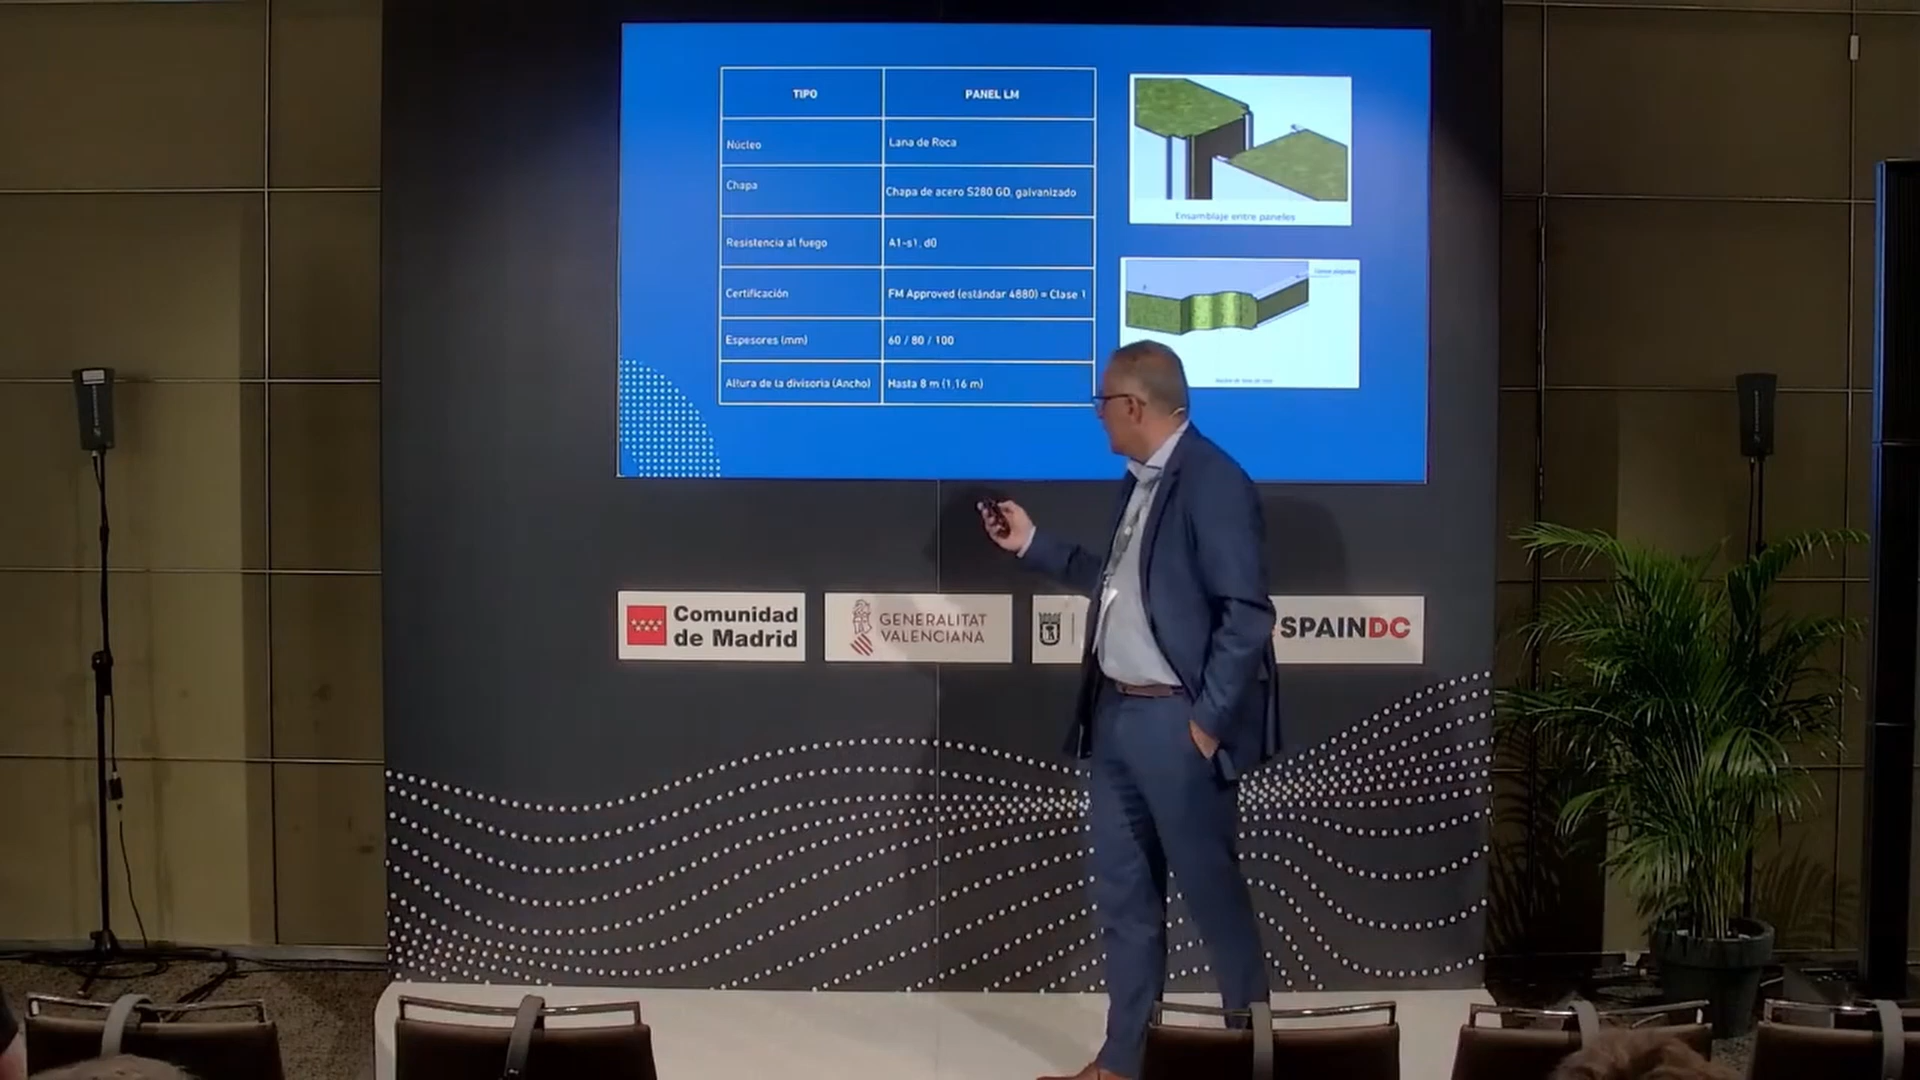 TIPO
PANEL LM
Núcleo
Lana de Roca
Chapa
Chapa de acero S280 GD, galvanizado
Resistencia al fuego
A1-s1, d0
Certificación
FM Approved (estándar 4880) = Clase 1
Espesores (mm)
60 / 80 / 100
Altura de la divisoria (Ancho)
Hasta 8 m (1,16 m)
Ensamblaje entre paneles
Comunidad
de Madrid
GENERALITAT
VALENCIANA
SPAINDC